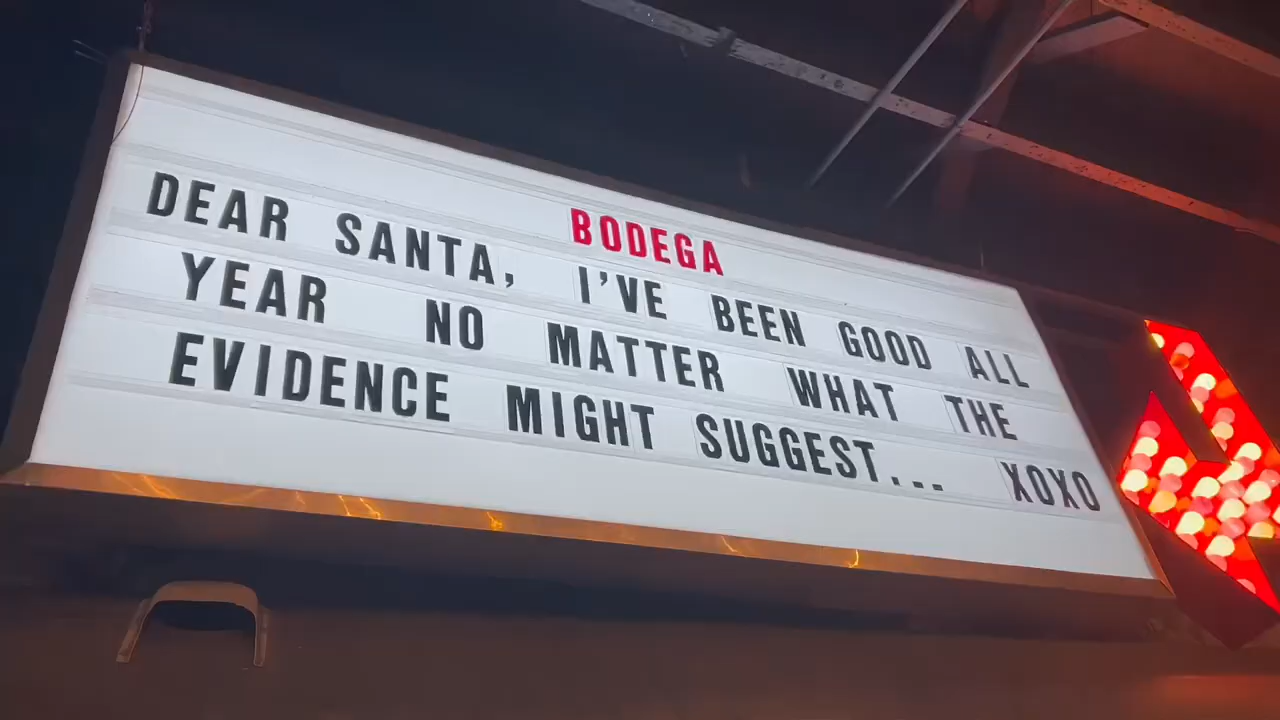 BODEGA
DEAR SANTA, I'VE BEEN GOOD ALL
YEAR NO MATTER WHAT THE
EVIDENCE MIGHT SUGGEST... XOXO